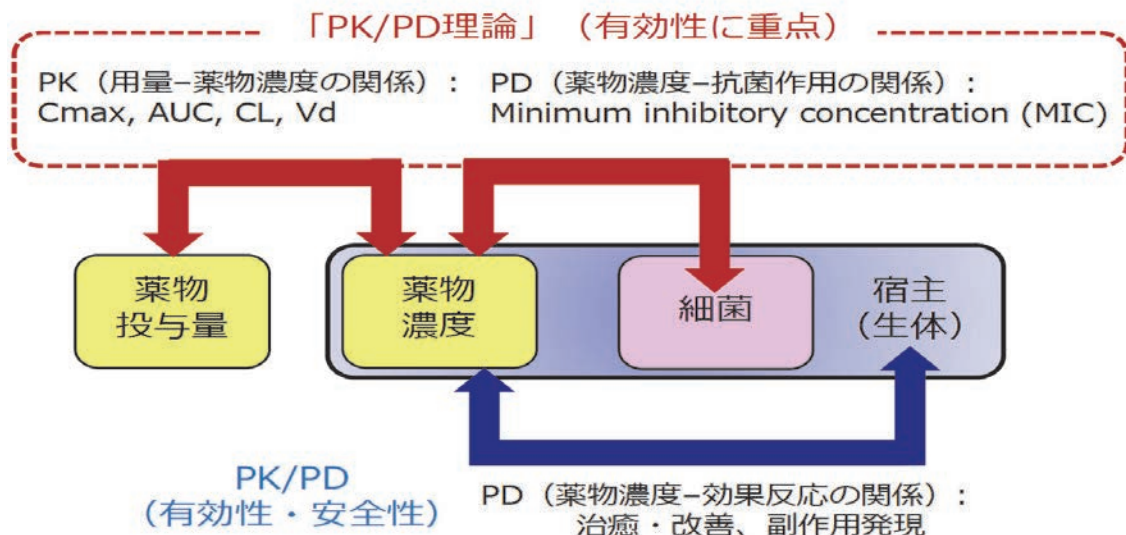 「PK/PD理論」（有効性に重点）
PK（用量–薬物濃度の関係）：
Cmax, AUC, CL, Vd
PD（薬物濃度–抗菌作用の関係）：
Minimum inhibitory concentration (MIC)
薬物
投与量
薬物
濃度
細菌
宿主
(生体)
PK/PD
（有効性・安全性）
PD（薬物濃度–効果反応の関係）：
治癒・改善、副作用発現